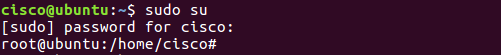 cisco@ubuntu:~$ sudo su
[sudo] password for cisco:
root@ubuntu:/home/cisco#